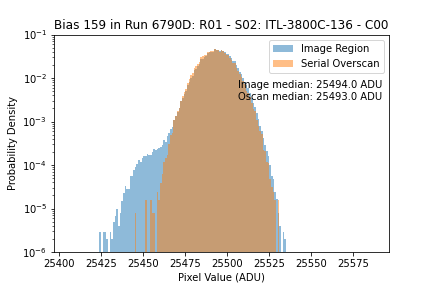 Bias 159 in Run 6790D: R01 - S02: ITL-3800C-136 - C00
Image Region
Serial Overscan
Image median: 25494.0 ADU
Oscan median: 25493.0 ADU
Probability Density
10⁻¹
10⁻²
10⁻³
10⁻⁴
10⁻⁵
10⁻⁶
25400 25425 25450 25475 25500 25525 25550 25575
Pixel Value (ADU)